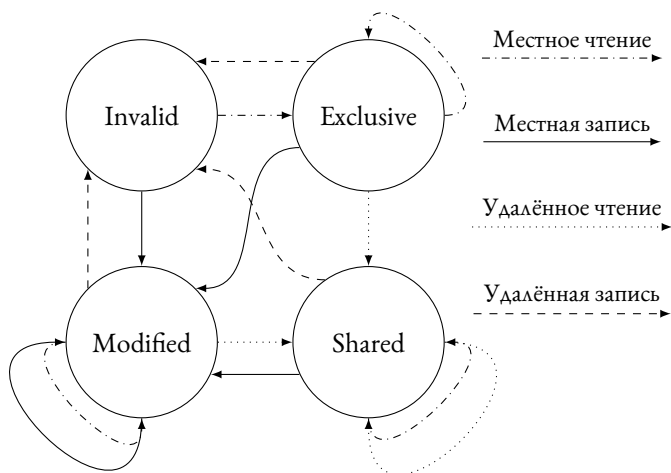 Invalid
Exclusive
Modified
Shared
Местное чтение
Местная запись
Удалённое чтение
Удалённая запись